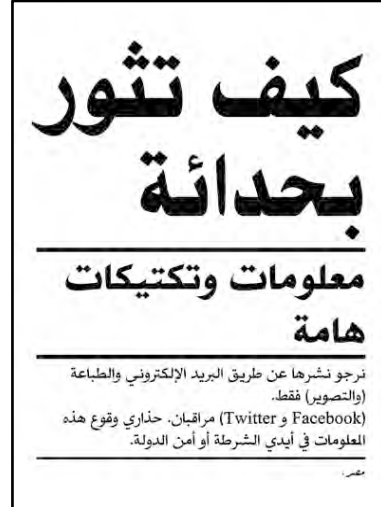 كيف تثور
بحدائة
معلومات وتكتيكات
هامة
نرجو نشرها عن طريق البريد الإلكتروني والطباعة
(والتصوير) فقط.
(Facebook و Twitter) مراقبان. حذاري وقوع هذه
المعلومات في أيدي الشرطة أو أمن الدولة.
مصر،